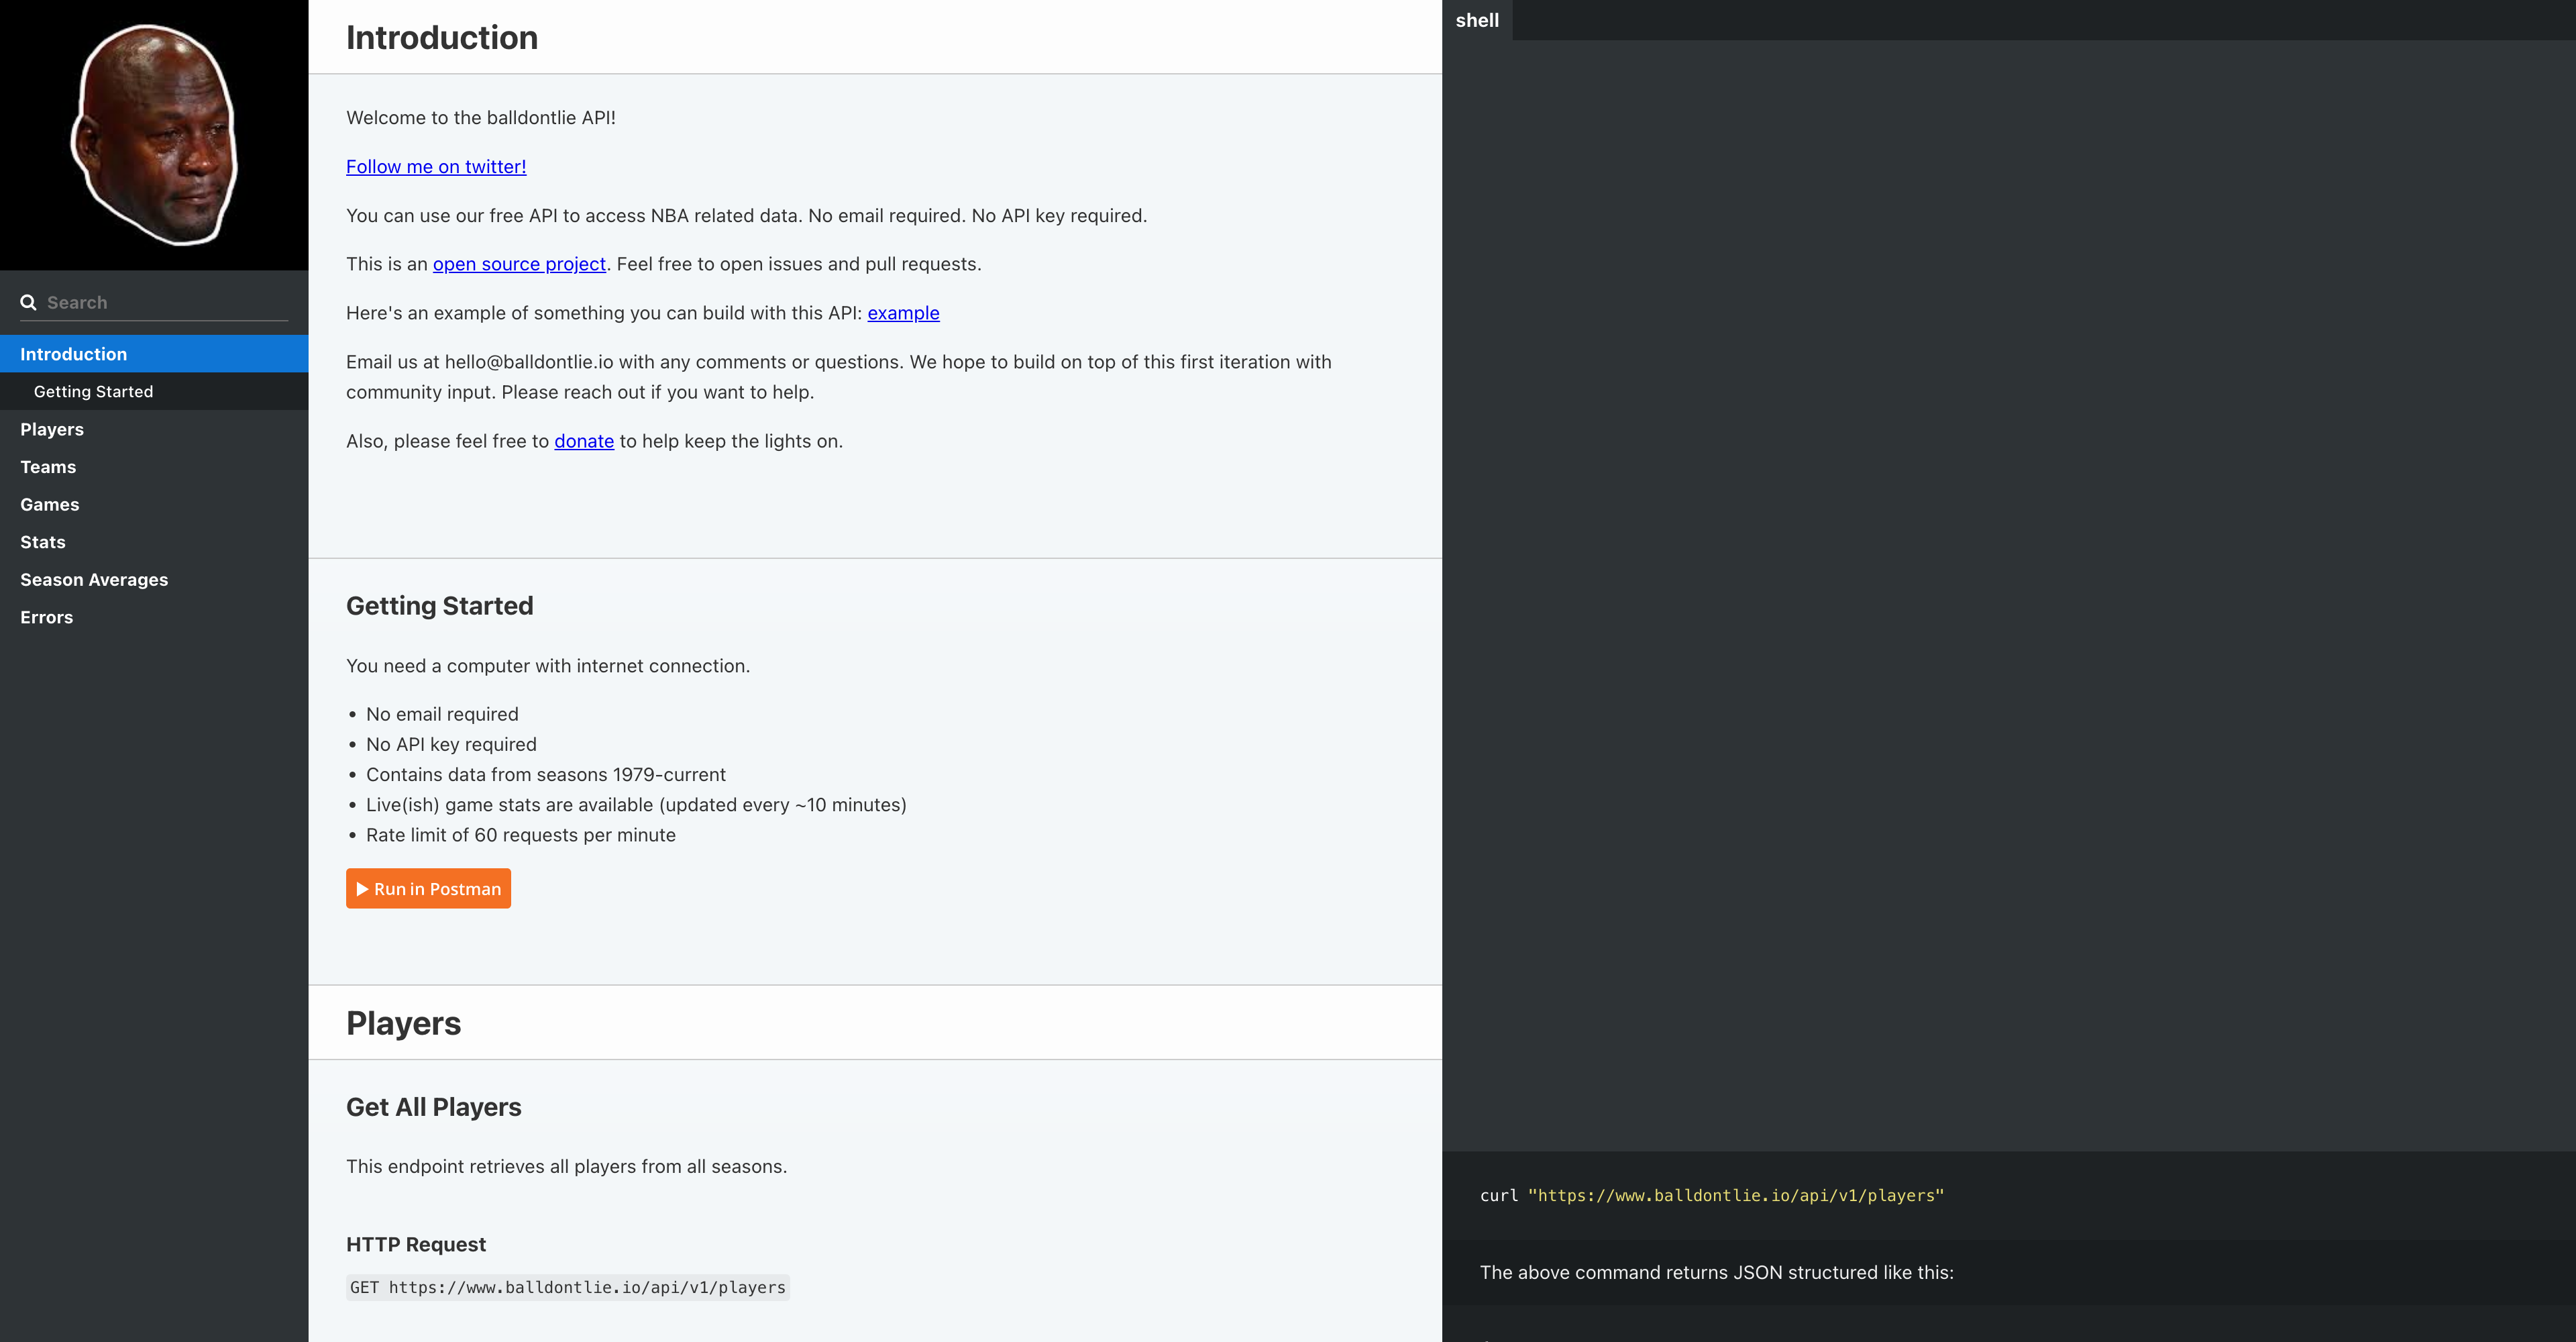 Search
Introduction
Getting Started
Players
Teams
Games
Stats
Season Averages
Errors
Introduction
Welcome to the balldontlie API!
Follow me on twitter!
You can use our free API to access NBA related data. No email required. No API key required.
This is an open source project. Feel free to open issues and pull requests.
Here's an example of something you can build with this API: example
Email us at hello@balldontlie.io with any comments or questions. We hope to build on top of this first iteration with
community input. Please reach out if you want to help.
Also, please feel free to donate to help keep the lights on.
Getting Started
You need a computer with internet connection.
• No email required
• No API key required
• Contains data from seasons 1979-current
• Live(ish) game stats are available (updated every ~10 minutes)
• Rate limit of 60 requests per minute
Run in Postman
Players
Get All Players
This endpoint retrieves all players from all seasons.
HTTP Request
GET https://www.balldontlie.io/api/v1/players
shell
curl "https://www.balldontlie.io/api/v1/players"
The above command returns JSON structured like this: